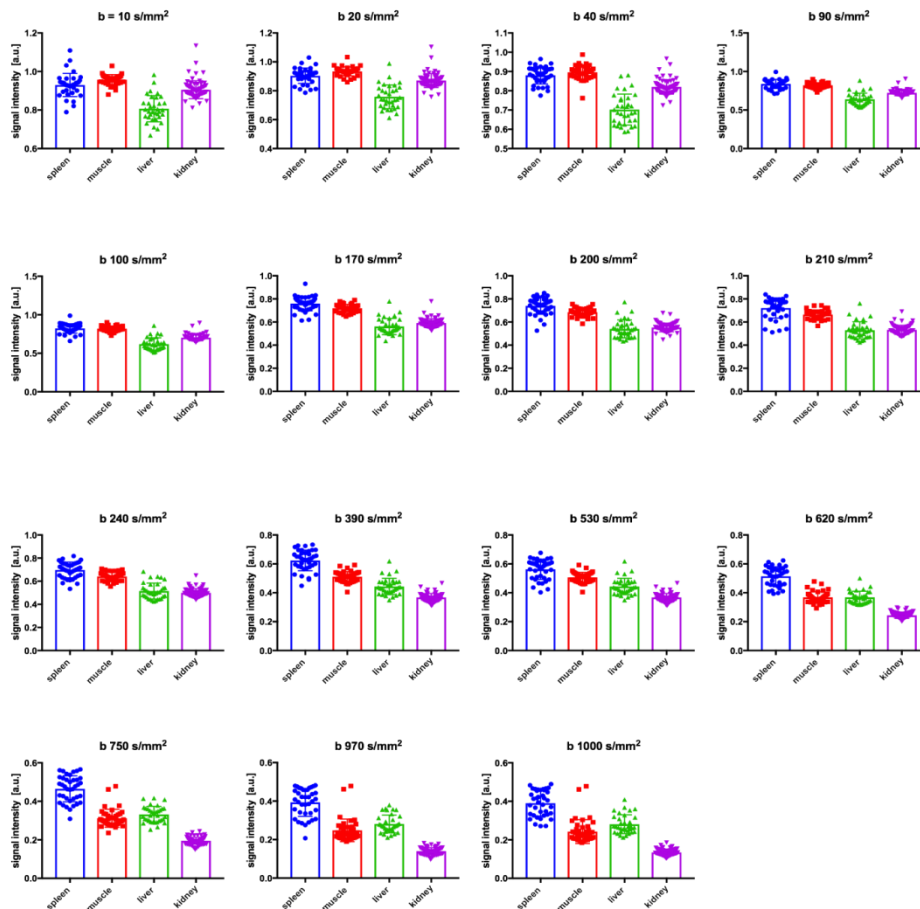 b = 10 s/mm²
signal intensity [a.u.]
1.2
1.0
0.8
0.6
spleen
muscle
liver
kidney
b 20 s/mm²
signal intensity [a.u.]
1.2
1.0
0.8
0.6
0.4
spleen
muscle
liver
kidney
b 40 s/mm²
signal intensity [a.u.]
1.1
1.0
0.9
0.8
0.7
0.6
0.5
spleen
muscle
liver
kidney
b 90 s/mm²
signal intensity [a.u.]
1.5
1.0
0.5
0.0
spleen
muscle
liver
kidney
b 100 s/mm²
signal intensity [a.u.]
1.5
1.0
0.5
0.0
spleen
muscle
liver
kidney
b 170 s/mm²
signal intensity [a.u.]
1.0
0.8
0.6
0.4
0.2
0.0
spleen
muscle
liver
kidney
b 200 s/mm²
signal intensity [a.u.]
1.0
0.8
0.6
0.4
0.2
0.0
spleen
muscle
liver
kidney
b 210 s/mm²
signal intensity [a.u.]
1.0
0.8
0.6
0.4
0.2
0.0
spleen
muscle
liver
kidney
b 240 s/mm²
signal intensity [a.u.]
1.0
0.8
0.6
0.4
0.2
0.0
spleen
muscle
liver
kidney
b 390 s/mm²
signal intensity [a.u.]
0.8
0.6
0.4
0.2
0.0
spleen
muscle
liver
kidney
b 530 s/mm²
signal intensity [a.u.]
0.8
0.6
0.4
0.2
0.0
spleen
muscle
liver
kidney
b 620 s/mm²
signal intensity [a.u.]
0.8
0.6
0.4
0.2
0.0
spleen
muscle
liver
kidney
b 750 s/mm²
signal intensity [a.u.]
0.6
0.4
0.2
0.0
spleen
muscle
liver
kidney
b 970 s/mm²
signal intensity [a.u.]
0.6
0.4
0.2
0.0
spleen
muscle
liver
kidney
b 1000 s/mm²
signal intensity [a.u.]
0.6
0.4
0.2
0.0
spleen
muscle
liver
kidney